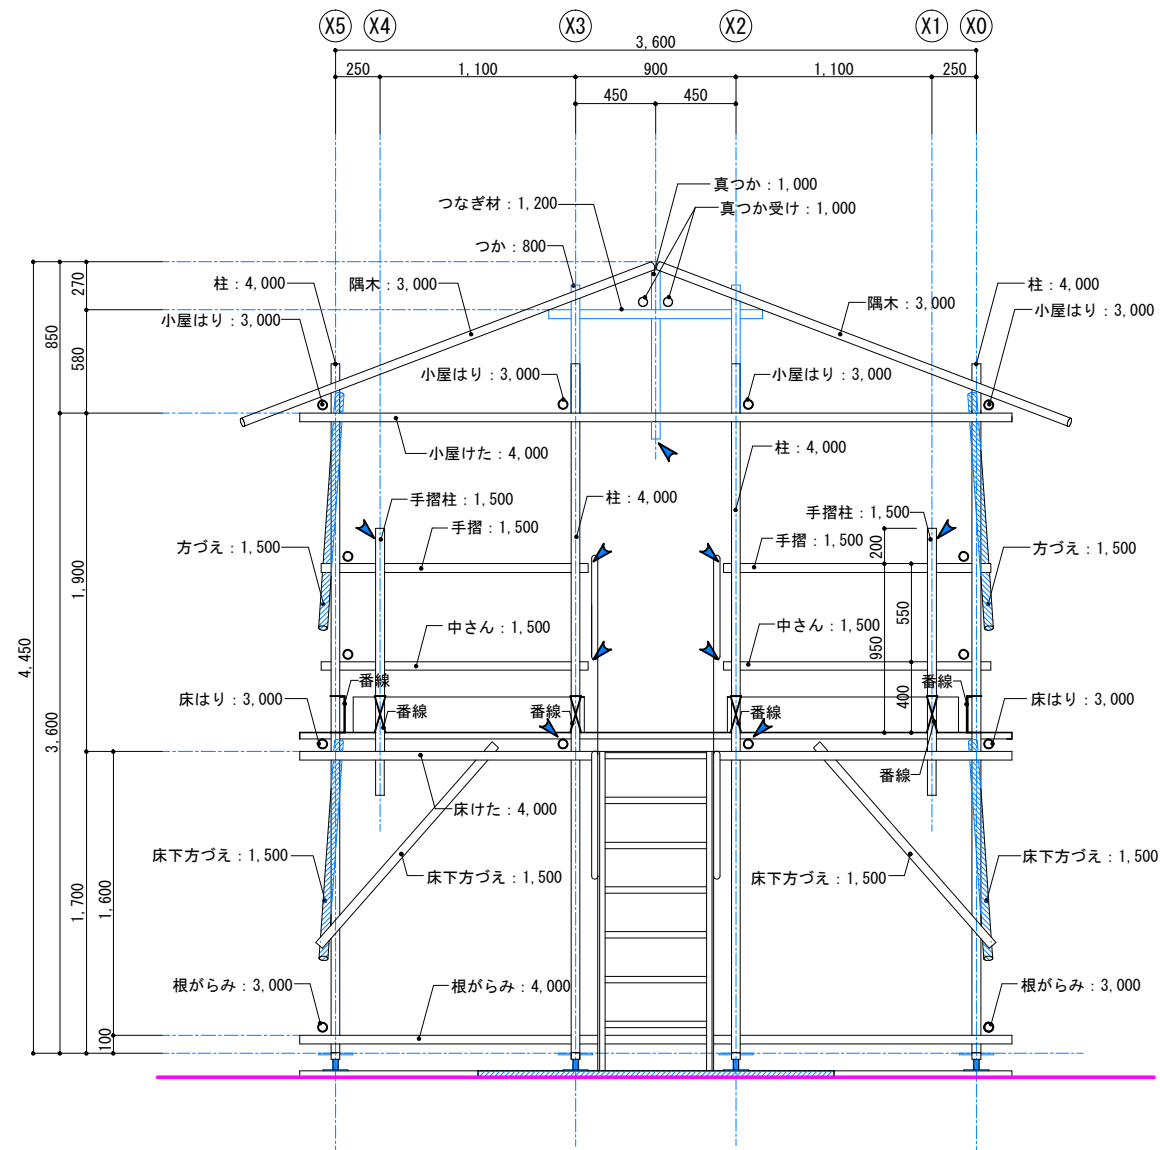 X5
X4
X3
X2
X1
X0
3,600
250
1,100
900
1,100
250
450
450
真つか：1,000
つなぎ材：1,200
真つか受け：1,000
つか：800
柱：4,000
隅木：3,000
隅木：3,000
柱：4,000
小屋はり：3,000
小屋はり：3,000
270
850
580
小屋はり：3,000
小屋はり：3,000
小屋けた：4,000
柱：4,000
手摺柱：1,500
柱：4,000
手摺柱：1,500
手摺：1,500
手摺：1,500
方づえ：1,500
方づえ：1,500
200
1,900
550
950
中さん：1,500
中さん：1,500
4,450
400
番線
番線
床はり：3,000
番線
番線
番線
床はり：3,000
3,600
番線
床けた：4,000
床下方づえ：1,500
床下方づえ：1,500
床下方づえ：1,500
床下方づえ：1,500
1,700
1,600
根がらみ：3,000
根がらみ：4,000
根がらみ：3,000
100